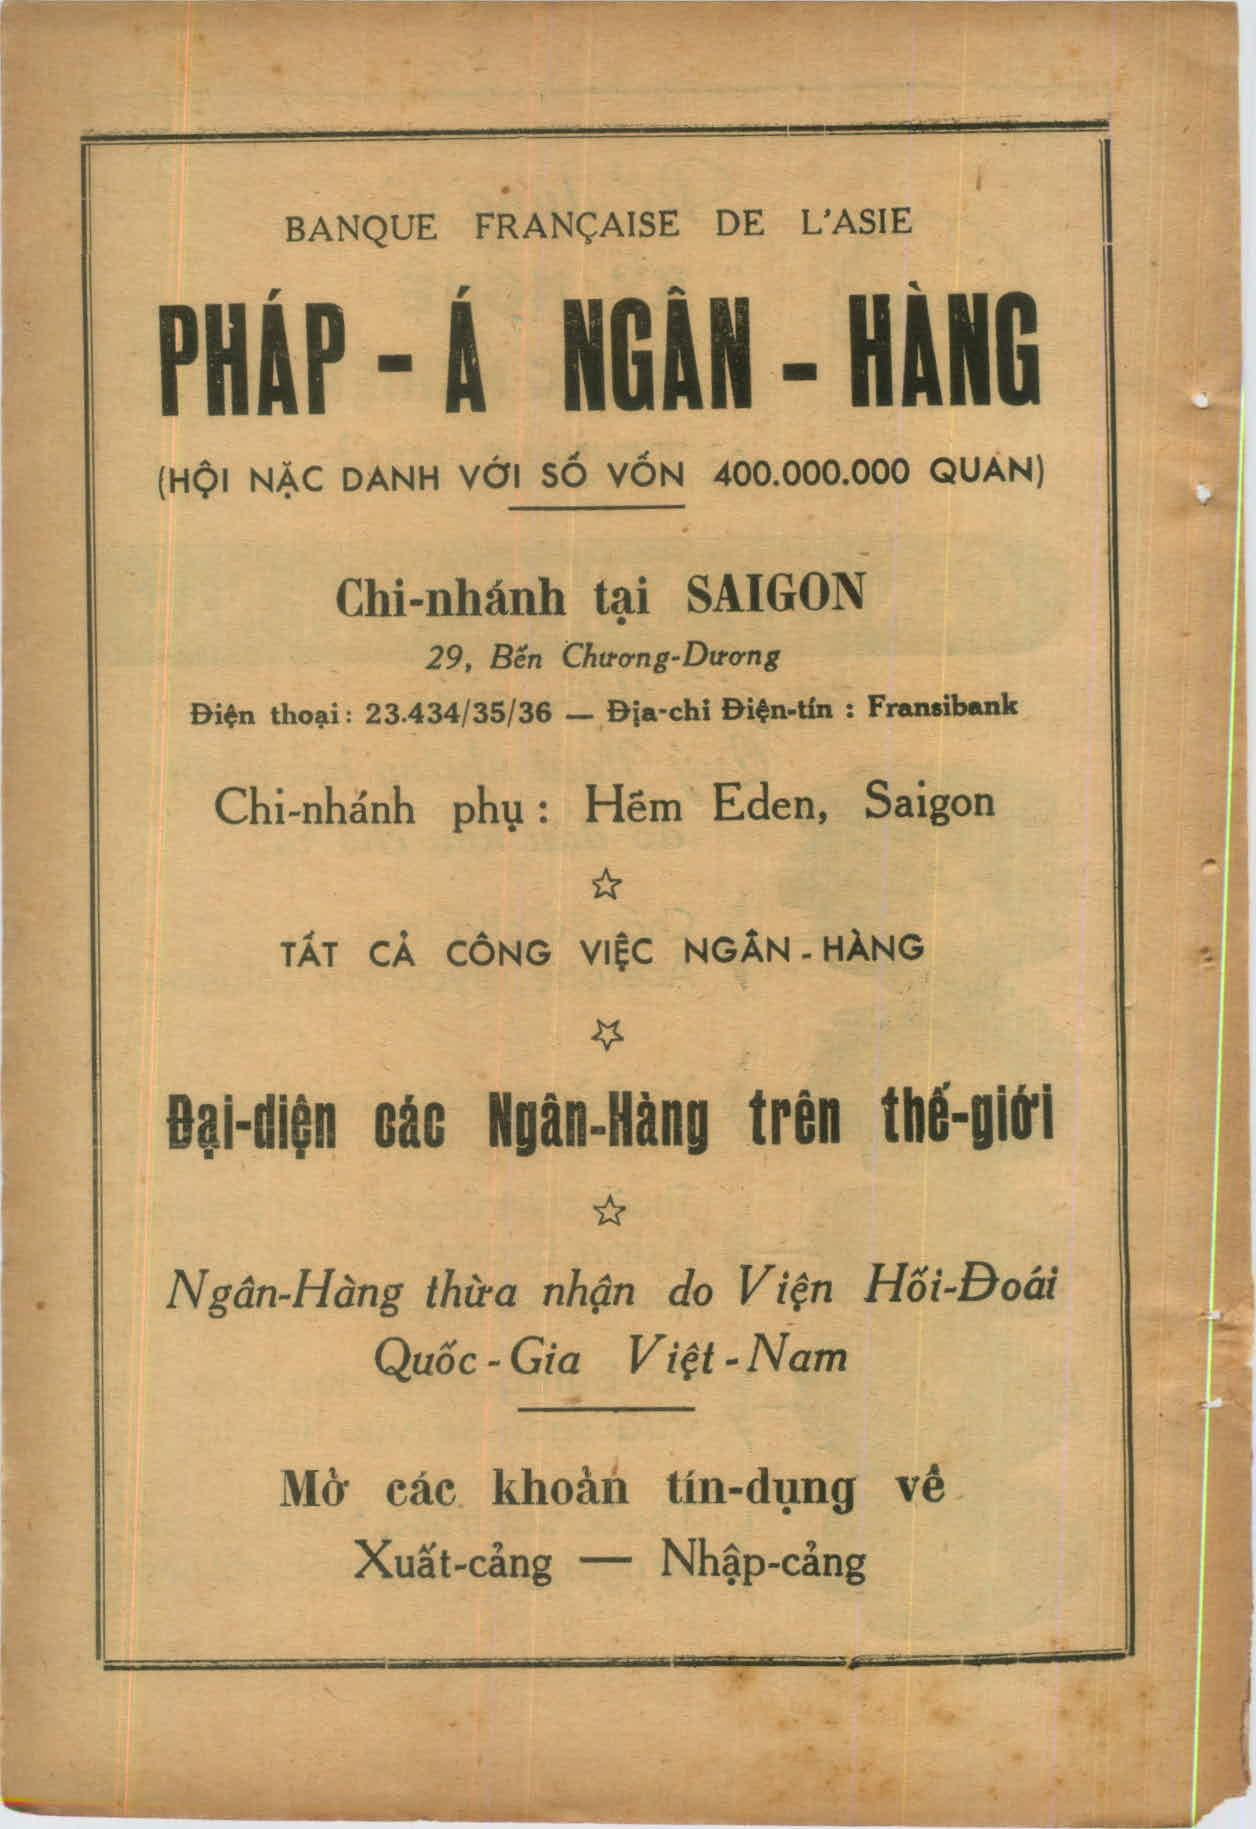 BANQUE FRANÇAISE DE L'ASIE
PHÁP - Á NGÂN - HÀNG
(HỘI NẶC DANH VỚI SỐ VỐN 400.000.000 QUAN)
Chi-nhánh tại SAIGON
29, Bến Chương-Dương
Điện thoại : 23.434/35/36 — Địa-chỉ Điện-tín : Fransibank
Chi-nhánh phụ : Hẻm Eden, Saigon
☆
TẤT CẢ CÔNG VIỆC NGÂN - HÀNG
☆
Đại-diện các Ngân-Hàng trên thế-giới
☆
Ngân-Hàng thừa nhận do Viện Hối-Đoái
Quốc - Gia Việt - Nam
Mở các khoản tín-dụng về
Xuất-cảng — Nhập-cảng